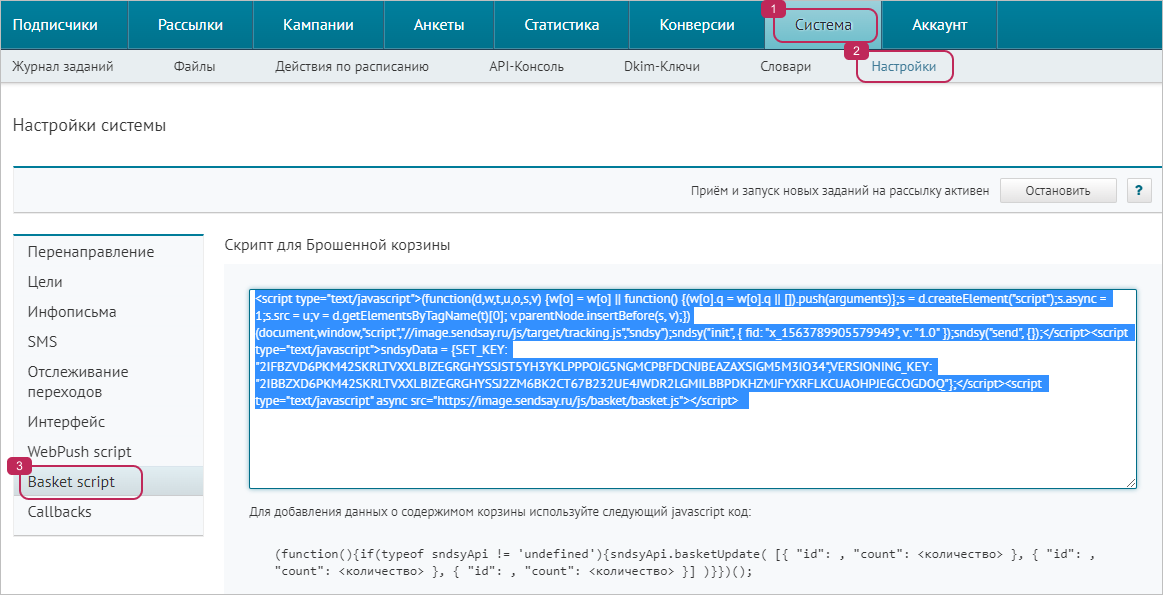 Подписчики Рассылки Кампании Анкеты Статистика Конверсии 1 Система Аккаунт
Журнал заданий Файлы Действия по расписанию API-Консоль Dkim-Ключи Словари 2 Настройки
Настройки системы
Приём и запуск новых заданий на рассылку активен Остановить ?
Перенаправление
Цели
Инфописьма
SMS
Отслеживание
переходов
Интерфейс
WebPush script
3 Basket script
Callbacks
Скрипт для Брошенной корзины
<script type="text/javascript">(function(d,w,t,u,o,s,v) {w[o] = w[o] || function() {(w[o].q = w[o].q || []).push(arguments)};s = d.createElement("script");s.async =
1;s.src = u;v = d.getElementsByTagName(t)[0]; v.parentNode.insertBefore(s, v);})
(document,window,"script","//image.sendsay.ru/js/target/tracking.js","sndsy");sndsy("init", { fid: "x_1563789905579949", v: "1.0" });sndsy("send", {});</script><script
type="text/javascript">sndsyData = {SET_KEY:
"2IFBZVD6PKM42SKRLTVXXLBIZEGRGHYSSJST5YH3YKLPPPOJG5NGMCPBFDCNJBEAZAXSIGM5M3IO34",VERSIONING_KEY:
"2IBBZXD6PKM42SKRLTVXXLBIZEGRGHYSSJ2ZM6BK2CT67B232UE4JWDR2LGMILBBPDKHZMJFYXRFLKCUAOHPJEGCOGDOQ"};</script><script
type="text/javascript" async src="https://image.sendsay.ru/js/basket/basket.js"></script>
Для добавления данных о содержимом корзины используйте следующий javascript код:
(function(){if(typeof sndsyApi != 'undefined'){sndsyApi.basketUpdate( [{ "id": , "count": <количество> }, { "id": ,
"count": <количество> }, { "id": , "count": <количество> }] )}})();